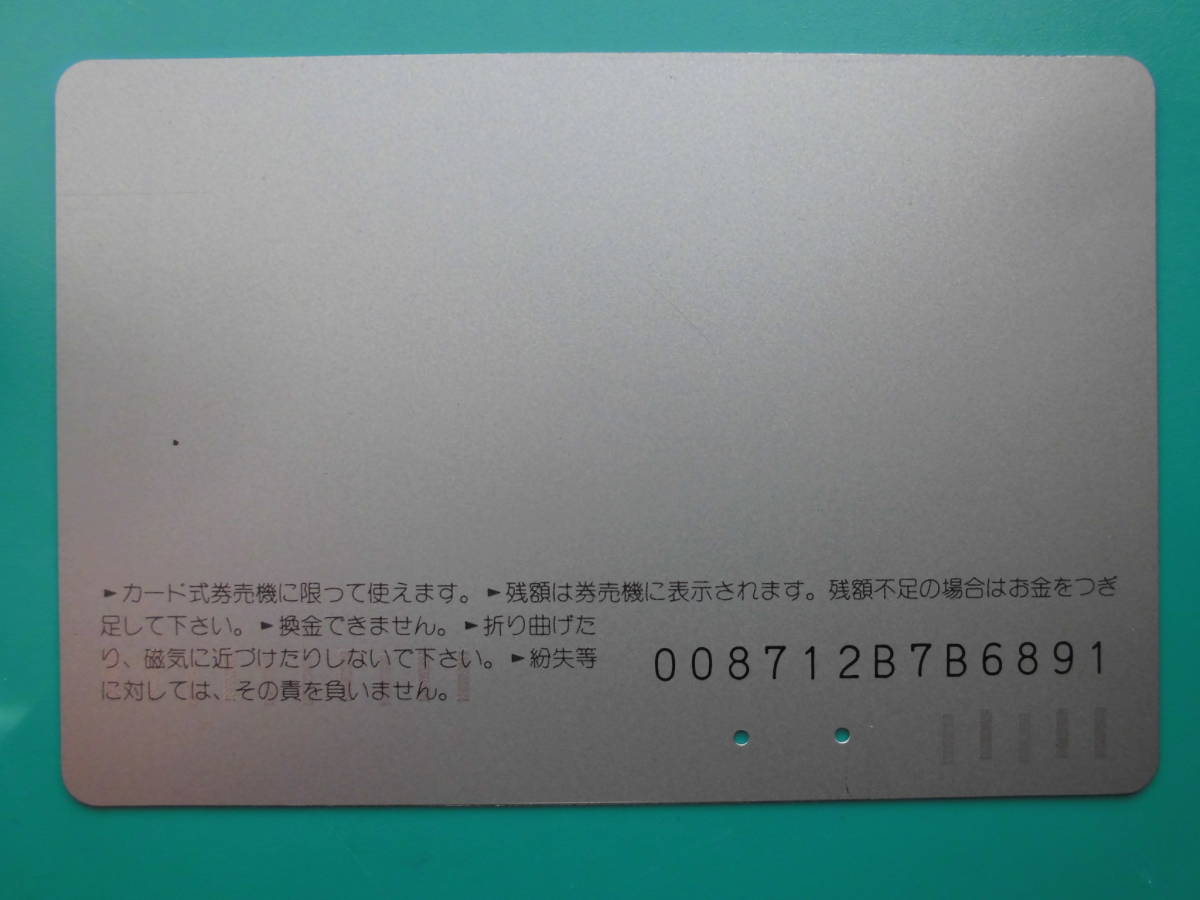 ►カード式券売機に限って使えます。►残額は券売機に表示されます。残額不足の場合はお金をつぎ
足して下さい。►換金できません。►折り曲げた
り、磁気に近づけたりしないで下さい。►紛失等
に対しては、その責を負いません。
008712B7B6891